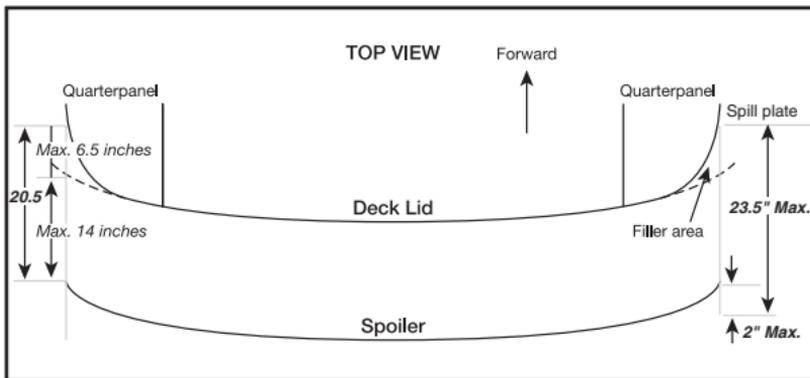 TOP VIEW
Forward
Quarterpanel
Quarterpanel
Spill plate
Max. 6.5 inches
20.5
Deck Lid
23.5" Max.
Max. 14 inches
Filler area
Spoiler
2" Max.